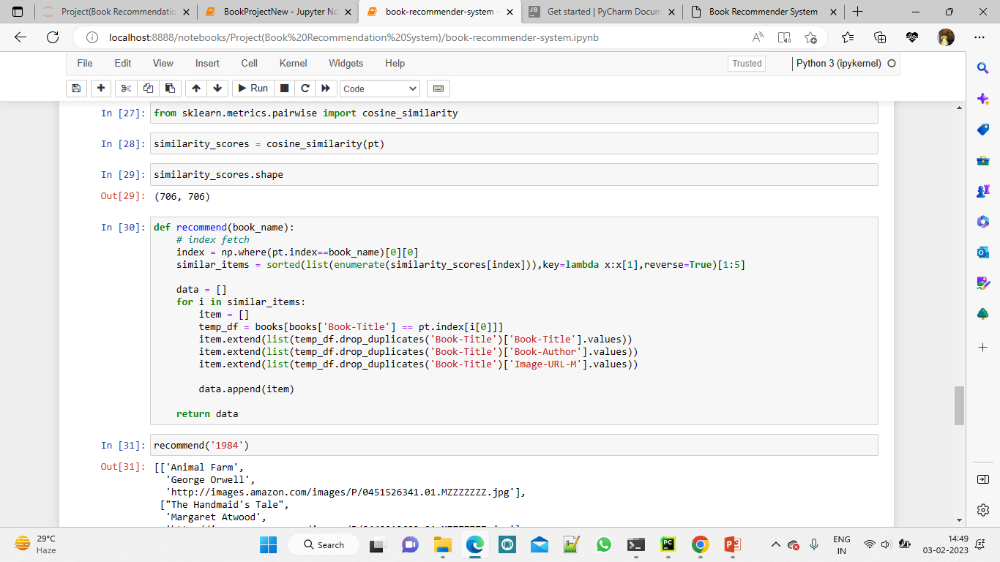 Project(Book Recommendatio
BookProjectNew - Jupyter No
book-recommender-system -
Get started | PyCharm Docum
Book Recommender System
localhost:8888/notebooks/Project(Book%20Recommendation%20System)/book-recommender-system.ipynb
File Edit View Insert Cell Kernel Widgets Help
Trusted
Python 3 (ipykernel)
Run
Code
In [27]: from sklearn.metrics.pairwise import cosine_similarity
In [28]: similarity_scores = cosine_similarity(pt)
In [29]: similarity_scores.shape
Out[29]: (706, 706)
In [30]: def recommend(book_name):
    # index fetch
    index = np.where(pt.index==book_name)[0][0]
    similar_items = sorted(list(enumerate(similarity_scores[index])),key=lambda x:x[1],reverse=True)[1:5]
    data = []
    for i in similar_items:
        item = []
        temp_df = books[books['Book-Title'] == pt.index[i[0]]]
        item.extend(list(temp_df.drop_duplicates('Book-Title')['Book-Title'].values))
        item.extend(list(temp_df.drop_duplicates('Book-Title')['Book-Author'].values))
        item.extend(list(temp_df.drop_duplicates('Book-Title')['Image-URL-M'].values))
        data.append(item)
    return data
In [31]: recommend('1984')
Out[31]: [['Animal Farm',
  'George Orwell',
  'http://images.amazon.com/images/P/0451526341.01.MZZZZZZZ.jpg'],
 ["The Handmaid's Tale",
  'Margaret Atwood',
29°C
Haze
Search
ENG
IN
14:49
03-02-2023